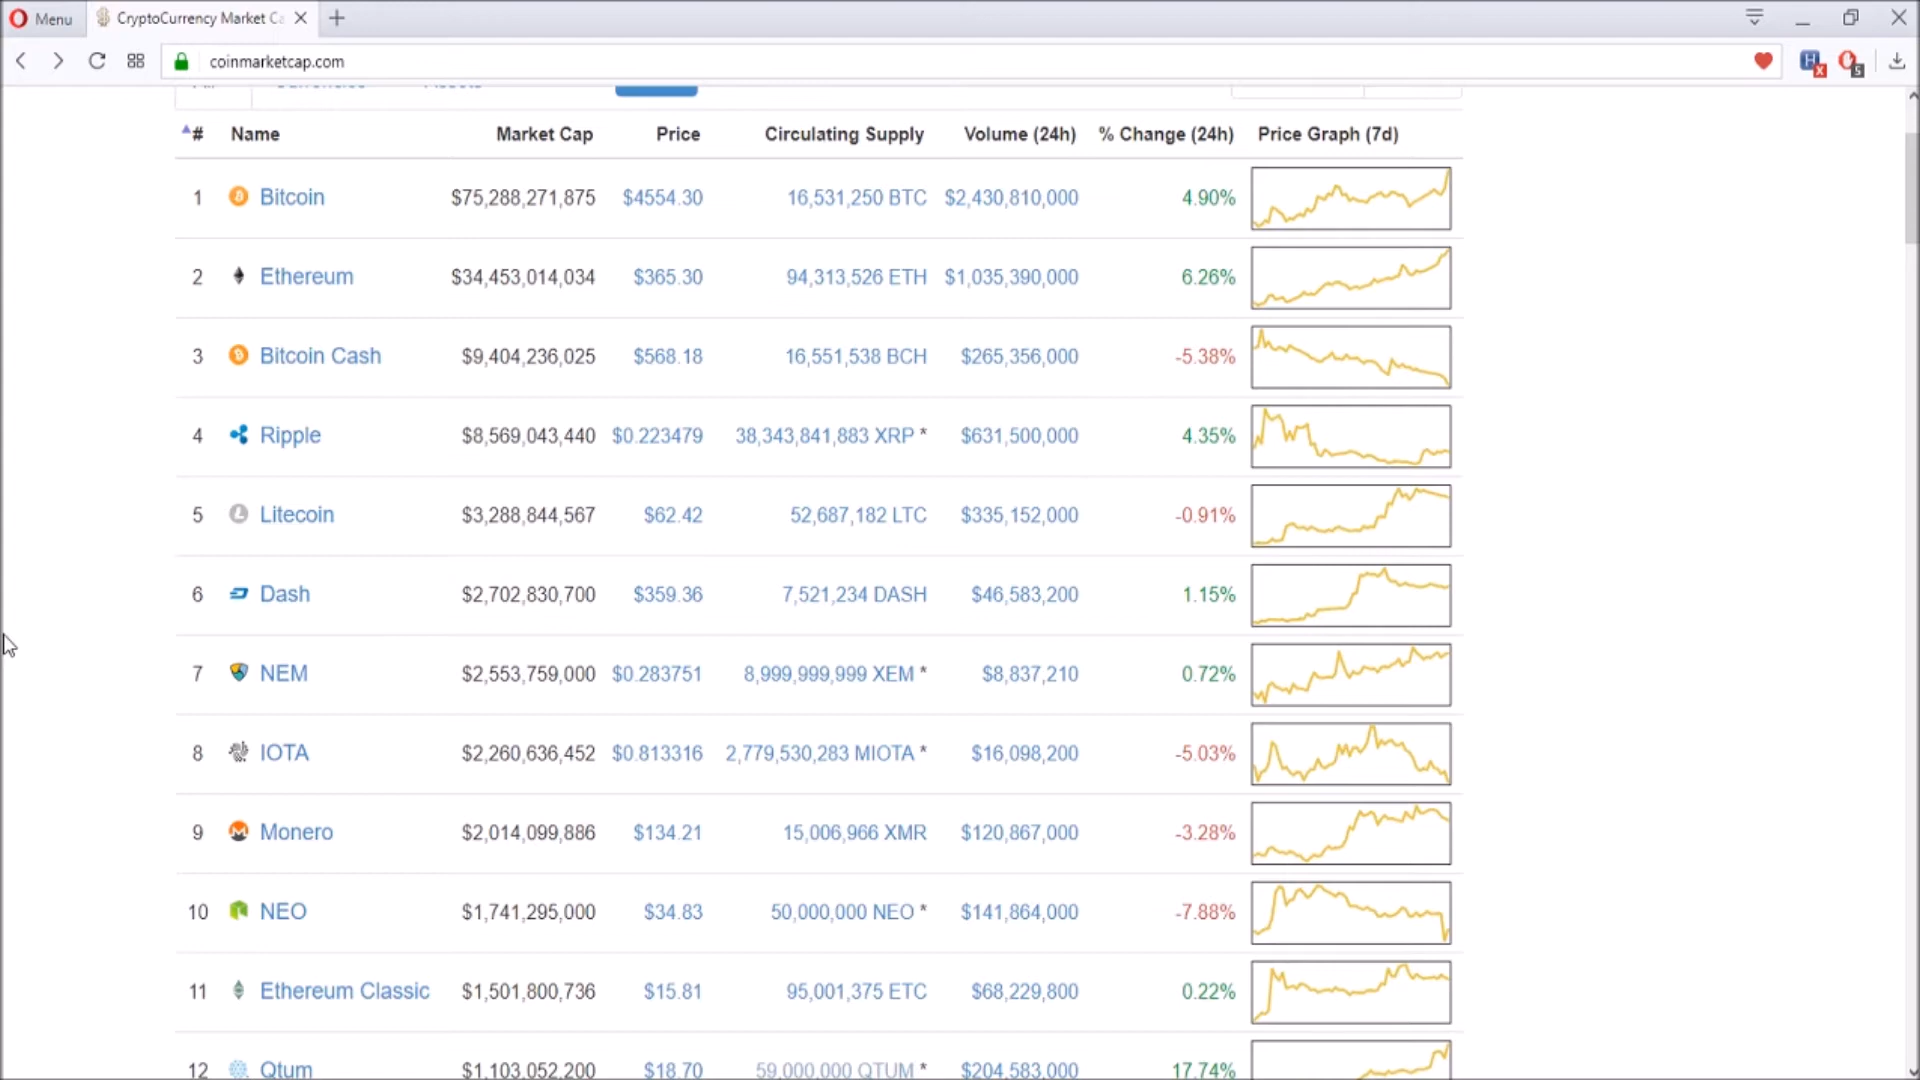 Menu CryptoCurrency Market Ca
coinmarketcap.com
# Name Market Cap Price Circulating Supply Volume (24h) % Change (24h) Price Graph (7d)
1 Bitcoin $75,288,271,875 $4554.30 16,531,250 BTC $2,430,810,000 4.90%
2 Ethereum $34,453,014,034 $365.30 94,313,526 ETH $1,035,390,000 6.26%
3 Bitcoin Cash $9,404,236,025 $568.18 16,551,538 BCH $265,356,000 -5.38%
4 Ripple $8,569,043,440 $0.223479 38,343,841,883 XRP * $631,500,000 4.35%
5 Litecoin $3,288,844,567 $62.42 52,687,182 LTC $335,152,000 -0.91%
6 Dash $2,702,830,700 $359.36 7,521,234 DASH $46,583,200 1.15%
7 NEM $2,553,759,000 $0.283751 8,999,999,999 XEM * $8,837,210 0.72%
8 IOTA $2,260,636,452 $0.813316 2,779,530,283 MIOTA * $16,098,200 -5.03%
9 Monero $2,014,099,886 $134.21 15,006,966 XMR $120,867,000 -3.28%
10 NEO $1,741,295,000 $34.83 50,000,000 NEO * $141,864,000 -7.88%
11 Ethereum Classic $1,501,800,736 $15.81 95,001,375 ETC $68,229,800 0.22%
12 Qtum $1,103,052,200 $18.70 59,000,000 QTUM * $204,583,000 17.74%